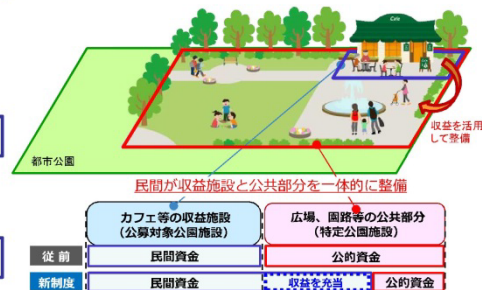 Cafe
収益を活用
して整備
都市公園
民間が収益施設と公共部分を一体的に整備
カフェ等の収益施設
(公募対象公園施設)
広場、園路等の公共部分
(特定公園施設)
従前
民間資金
公的資金
新制度
民間資金
収益を充当
公的資金